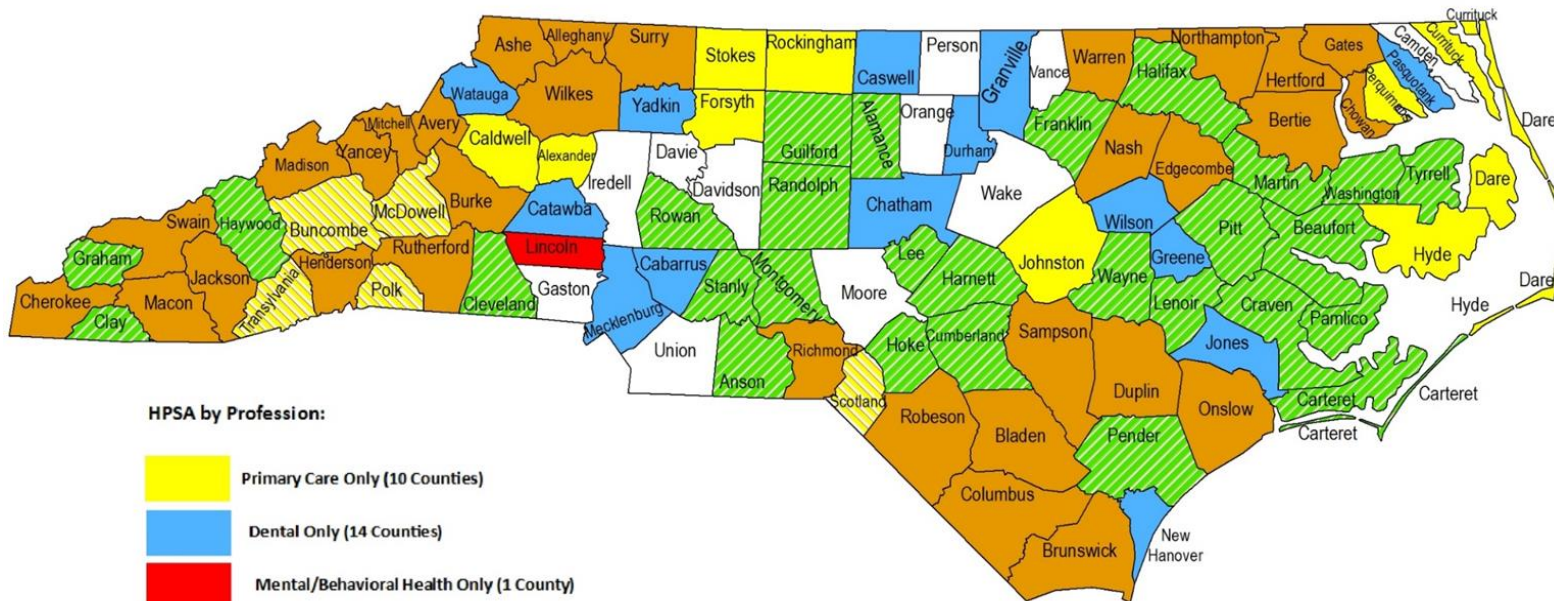 Currituck
Ashe
Alleghany
Surry
Stokes
Rockingham
Caswell
Person
Granville
Vance
Warren
Northampton
Gates
Camden
Currituck
Pasquotank
Perquimans
Hertford
Halifax
Watauga
Wilkes
Yadkin
Forsyth
Guilford
Alamance
Orange
Durham
Franklin
Bertie
Chowan
Dare
Mitchell
Avery
Caldwell
Alexander
Davie
Nash
Edgecombe
Martin
Washington
Tyrrell
Dare
Madison
Yancey
Iredell
Davidson
Randolph
Wake
Burke
McDowell
Catawba
Rowan
Chatham
Wilson
Pitt
Beaufort
Hyde
Swain
Haywood
Buncombe
Rutherford
Lincoln
Cabarrus
Lee
Johnston
Greene
Wayne
Graham
Jackson
Henderson
Polk
Cleveland
Gaston
Stanly
Montgomery
Moore
Harnett
Lenoir
Craven
Pamlico
Dare
Hyde
Cherokee
Macon
Clay
Transylvania
Mecklenburg
Union
Anson
Richmond
Hoke
Cumberland
Sampson
Duplin
Jones
Onslow
Carteret
Carteret
Carteret
Scotland
Robeson
Bladen
Pender
Columbus
Brunswick
New
Hanover
HPSA by Profession:
Primary Care Only (10 Counties)
Dental Only (14 Counties)
Mental/Behavioral Health Only (1 County)